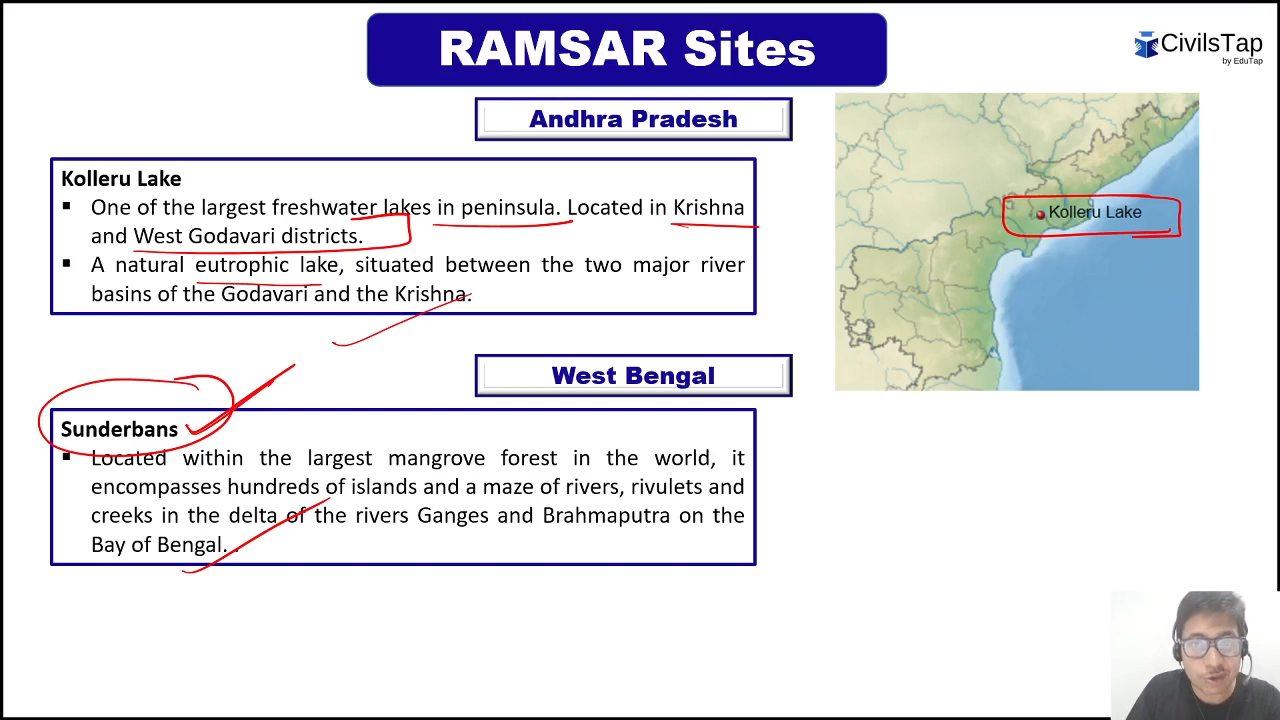 RAMSAR Sites
CivilsTap
by EduTap
Andhra Pradesh
Kolleru Lake
▪ One of the largest freshwater lakes in peninsula. Located in Krishna
and West Godavari districts.
▪ A natural eutrophic lake, situated between the two major river
basins of the Godavari and the Krishna.
Kolleru Lake
West Bengal
Sunderbans
▪ Located within the largest mangrove forest in the world, it
encompasses hundreds of islands and a maze of rivers, rivulets and
creeks in the delta of the rivers Ganges and Brahmaputra on the
Bay of Bengal. .